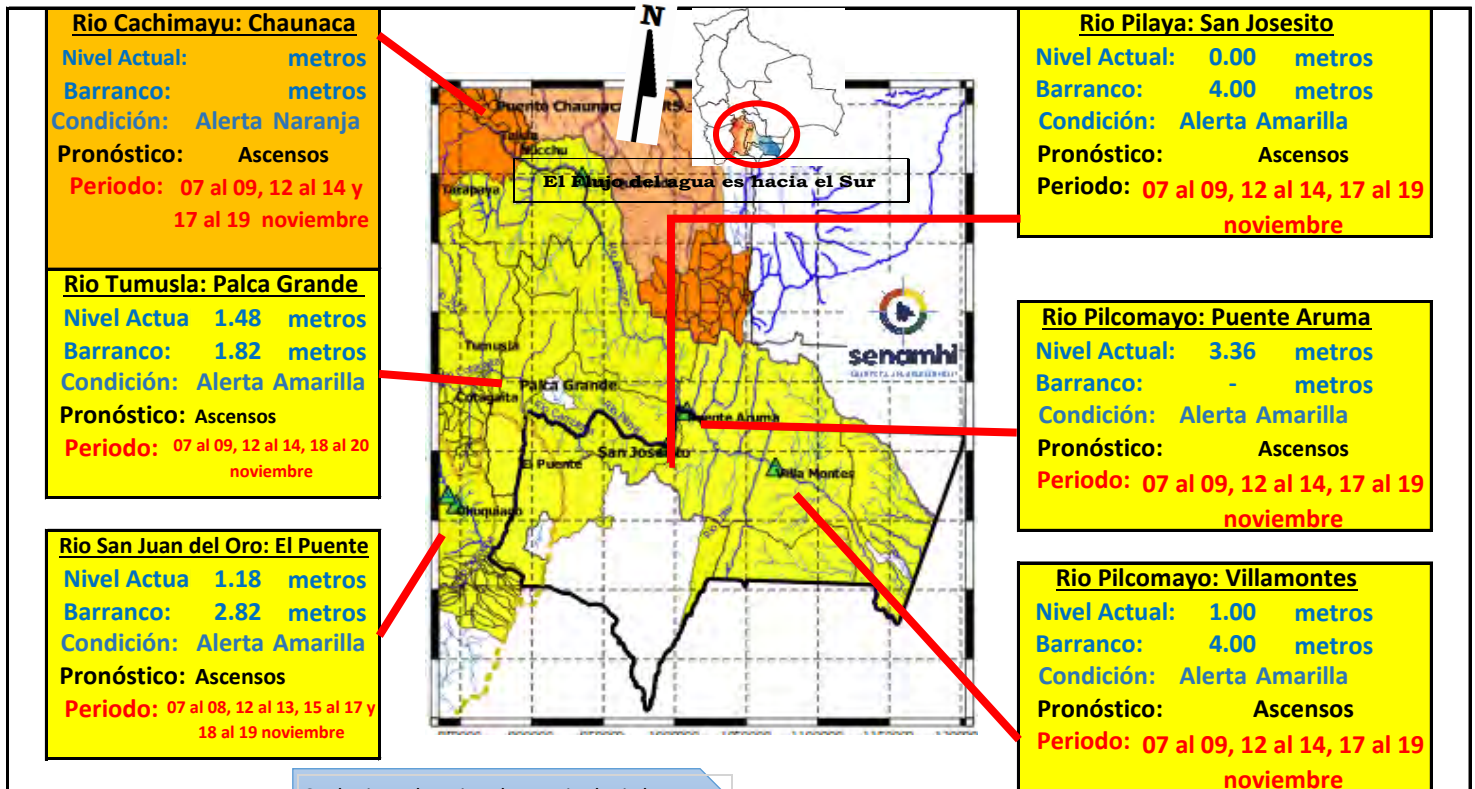 Rio Cachimayu: Chaunaca
Nivel Actual: metros
Barranco: metros
Condición: Alerta Naranja
Pronóstico: Ascensos
Periodo: 07 al 09, 12 al 14 y
17 al 19 noviembre
Rio Tumusla: Palca Grande
Nivel Actua 1.48 metros
Barranco: 1.82 metros
Condición: Alerta Amarilla
Pronóstico: Ascensos
Periodo: 07 al 09, 12 al 14, 18 al 20
noviembre
Rio San Juan del Oro: El Puente
Nivel Actua 1.18 metros
Barranco: 2.82 metros
Condición: Alerta Amarilla
Pronóstico: Ascensos
Periodo: 07 al 08, 12 al 13, 15 al 17 y
18 al 19 noviembre
N
Puente Chaunaca
Tarapaya
El Flujo del agua es hacia el Sur
senamhi
Tumusla
Palca Grande
Cotagaita
Puente Aruma
San Josesito
El Puente
Villa Montes
Rio Pilaya: San Josesito
Nivel Actual: 0.00 metros
Barranco: 4.00 metros
Condición: Alerta Amarilla
Pronóstico: Ascensos
Periodo: 07 al 09, 12 al 14, 17 al 19
noviembre
Rio Pilcomayo: Puente Aruma
Nivel Actual: 3.36 metros
Barranco: - metros
Condición: Alerta Amarilla
Pronóstico: Ascensos
Periodo: 07 al 09, 12 al 14, 17 al 19
noviembre
Rio Pilcomayo: Villamontes
Nivel Actual: 1.00 metros
Barranco: 4.00 metros
Condición: Alerta Amarilla
Pronóstico: Ascensos
Periodo: 07 al 09, 12 al 14, 17 al 19
noviembre